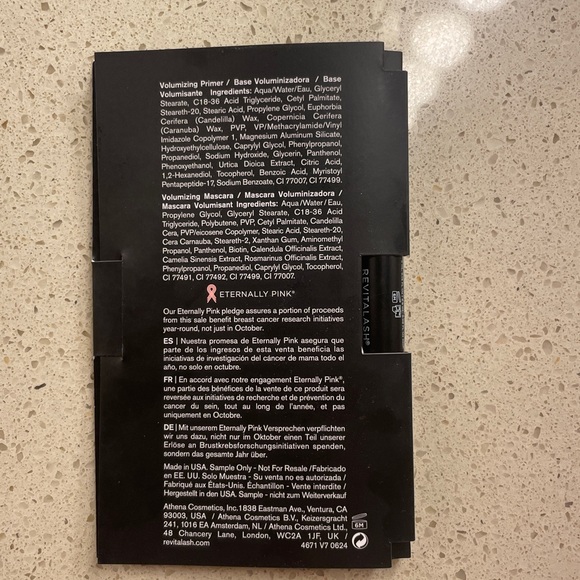 Volumizing Primer / Base Voluminizadora / Base
Volumisante Ingredients: Aqua/Water/Eau, Glyceryl
Stearate, C18-36 Acid Triglyceride, Cetyl Palmitate,
Steareth-20, Stearic Acid, Propylene Glycol, Euphorbia
Cerifera (Candelilla) Wax, Copernicia Cerifera
(Caranuba) Wax, PVP, VP/Methacrylamide/Vinyl
Imidazole Copolymer 1, Magnesium Aluminum Silicate,
Hydroxyethylcellulose, Caprylyl Glycol, Phenylpropanol,
Propanediol, Sodium Hydroxide, Glycerin, Panthenol,
Phenoxyethanol, Urtica Dioica Extract, Citric Acid,
1,2-Hexanediol, Tocopherol, Benzoic Acid, Myristoyl
Pentapeptide-17, Sodium Benzoate, CI 77007, CI 77499.
Volumizing Mascara / Mascara Voluminizadora /
Mascara Volumisant Ingredients: Aqua/Water/Eau,
Propylene Glycol, Glyceryl Stearate, C18-36 Acid
Triglycerate, Polybutene, PVP, Cetyl Palmitate, Candelilla
Cera, PVP/eicosene Copolymer, Stearic Acid, Steareth-20,
Cera Carnauba, Steareth-2, Xanthan Gum, Aminomethyl
Propanol, Panthenol, Biotin, Calendula Officinalis Extract,
Camelia Sinensis Extract, Rosmarinus Officinalis Extract,
Phenylpropanol, Propanediol, Caprylyl Glycol, Tocopherol,
CI 77491, CI 77492, CI 77499, CI 77007.
ETERNALLY PINK®
Our Eternally Pink pledge assures a portion of proceeds
from this sale benefit breast cancer research initiatives
year-round, not just in October.
ES | Nuestra promesa de Eternally Pink asegura que
parte de los ingresos de esta venta beneficia las
iniciativas de investigación del cáncer de mama todo el
año, no solo en octubre.
FR | En accord avec notre engagement Eternally Pink®,
une partie des bénéfices de la vente de ce produit sera
reversée aux initiatives de recherche et de prévention du
cancer du sein, tout au long de l'année, et pas
uniquement en Octobre.
DE | Mit unserem Eternally Pink Versprechen verpflichten
wir uns dazu, nicht nur im Oktober einen Teil unserer
Erlöse an Brustkrebsforschungsinitiativen spenden,
sondern das gesamte Jahr über.
Made in USA. Sample Only - Not For Resale /Fabricado
en EE. UU. Solo Muestra - Su venta no es autorizada /
Fabriqué aux États-Unis. Échantillon - Vente interdite /
Hergestellt in den USA. Sample - nicht zum Weiterverkauf
Athena Cosmetics, Inc.1838 Eastman Ave., Ventura, CA
93003, USA / Athena Cosmetics B.V., Keizersgracht
241, 1016 EA Amsterdam, NL / Athena Cosmetics Ltd.,
48 Chancery Lane, London, WC2A 1JF, UK /
revitalash.com 4671 V7 0624
6M
REVITALASH®